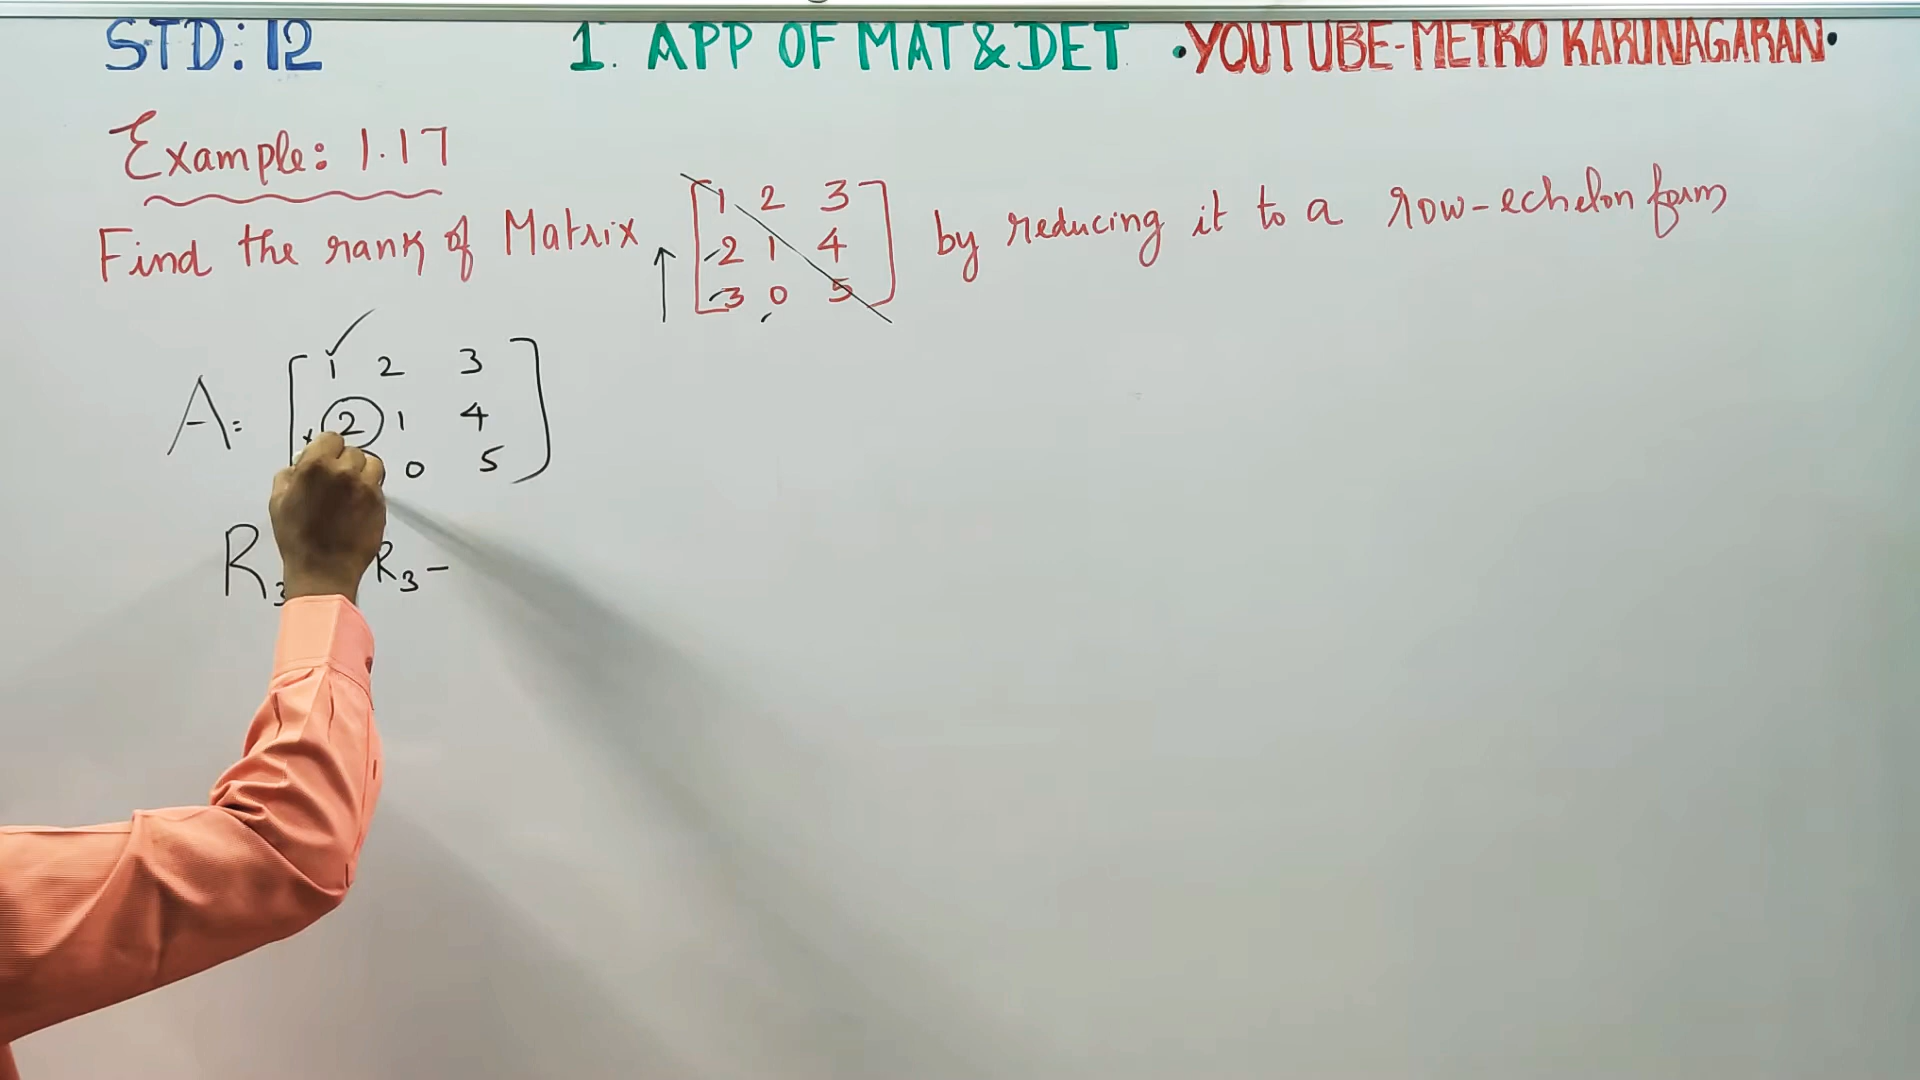 STD: 12 1. APP OF MAT & DET •YOUTUBE-METRO KARUNAGARAN•
Example: 1.17
Find the rank of Matrix [1 2 3 by reducing it to a row-echelon form
2 1 4
3 0 5]
A = [1 2 3
2 1 4
0 5]
R3 R3 -